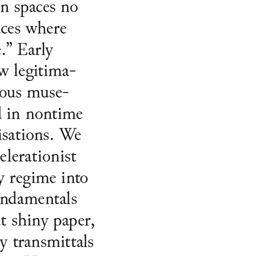 n spaces no
ces where
.” Early
w legitima-
ous muse-
l in nontime
isations. We
elerationist
y regime into
ndamentals
t shiny paper,
y transmittals